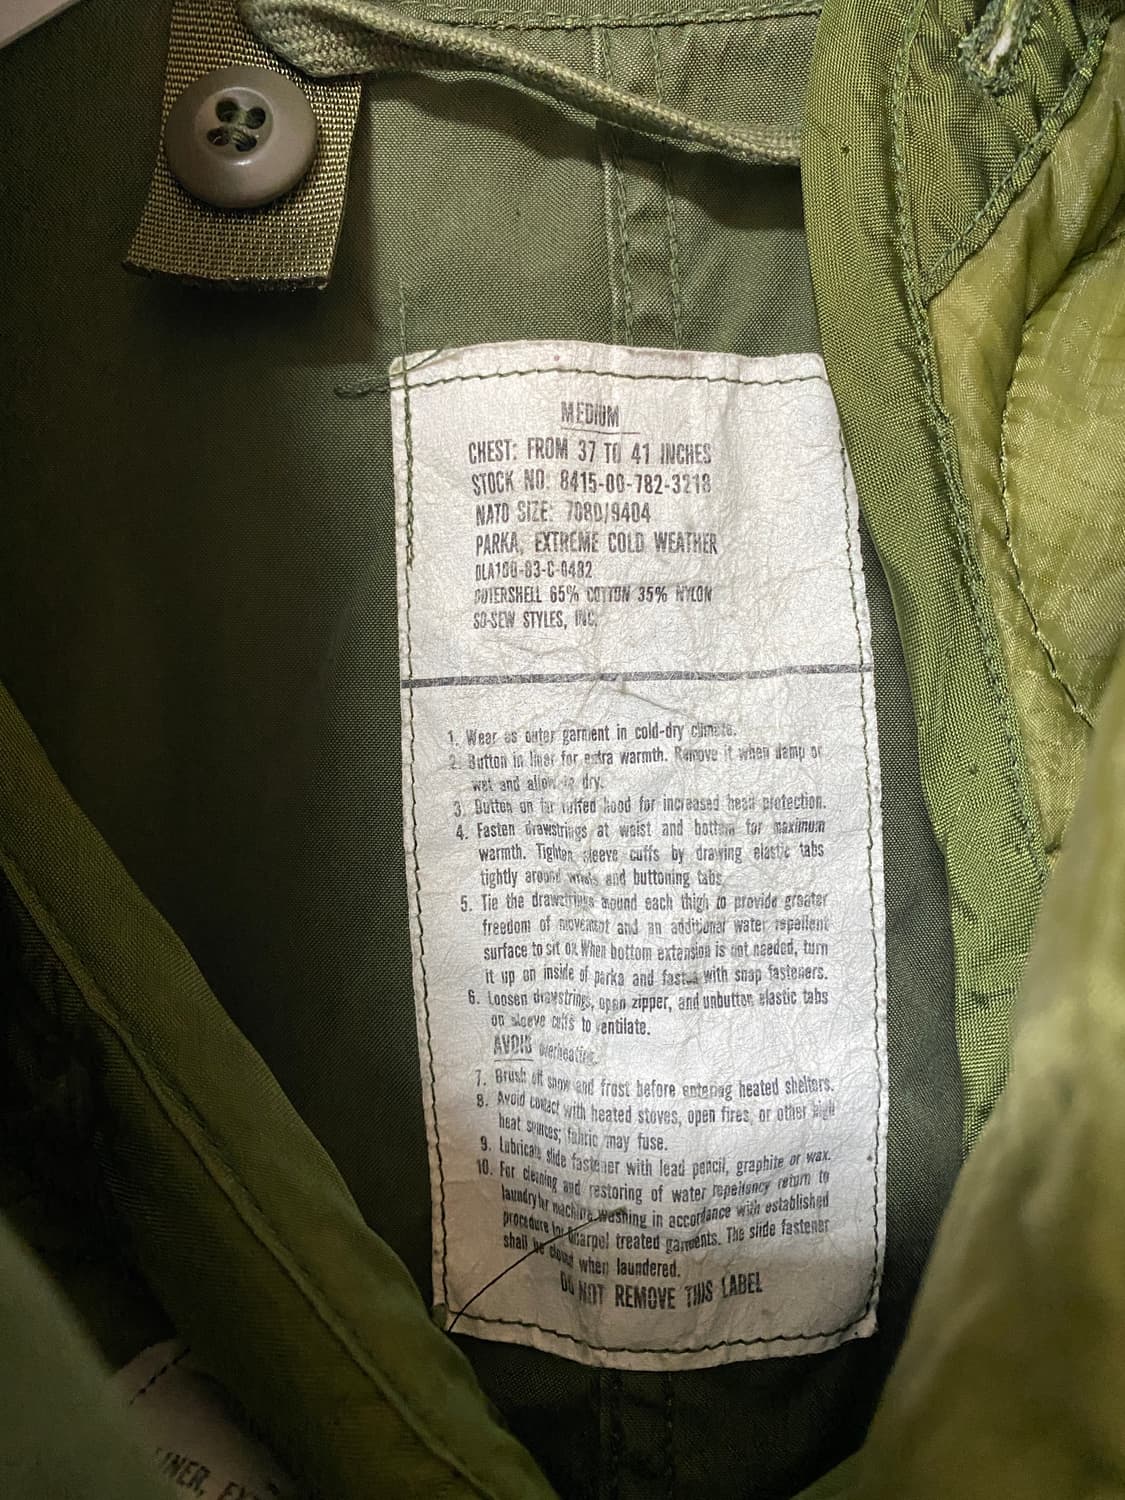 MEDIUM
CHEST: FROM 37 TO 41 INCHES
STOCK NO: 8415-00-782-3218
NATO SIZE: 7080/9404
PARKA, EXTREME COLD WEATHER
DLA100-83-C-0482
OUTERSHELL 65% COTTON 35% NYLON
SO-SEW STYLES, INC.
1. Wear as outer garment in cold-dry climate.
2. Button in liner for extra warmth. Remove it when damp or
wet and allow to dry.
3. Button on fur ruffed hood for increased head protection.
4. Fasten drawstrings at waist and bottom for maximum
warmth. Tighten sleeve cuffs by drawing elastic tabs
tightly around wrists and buttoning tabs
5. Tie the drawstrings around each thigh to provide greater
freedom of movement and an additional water repellent
surface to sit on. When bottom extension is not needed, turn
it up on inside of parka and fasten with snap fasteners.
6. Loosen drawstrings, open zipper, and unbutton elastic tabs
on sleeve cuffs to ventilate.
AVOID overheating.
7. Brush off snow and frost before entering heated shelters.
8. Avoid contact with heated stoves, open fires, or other high
heat sources; fabric may fuse.
9. Lubricate slide fastener with lead pencil, graphite or wax.
10. For cleaning and restoring of water repellency return to
laundry for machine washing in accordance with established
procedure for Quarpel treated garments. The slide fastener
shall be closed when laundered.
DO NOT REMOVE THIS LABEL
INER,